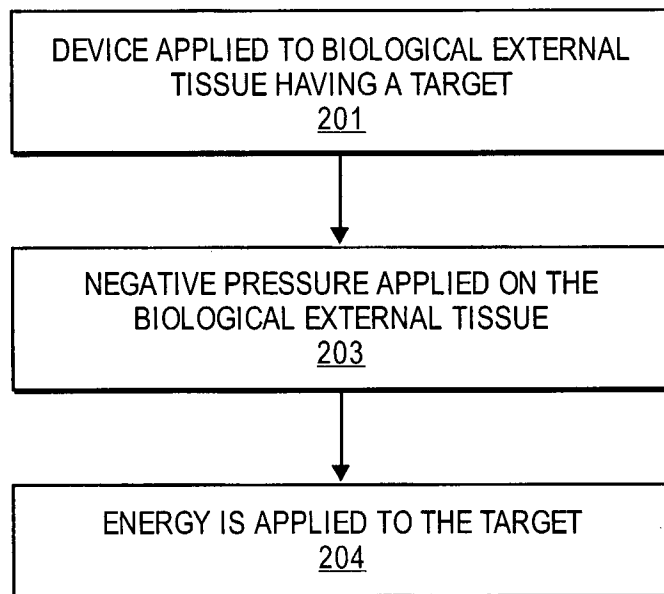 DEVICE APPLIED TO BIOLOGICAL EXTERNAL
TISSUE HAVING A TARGET
201
NEGATIVE PRESSURE APPLIED ON THE
BIOLOGICAL EXTERNAL TISSUE
203
ENERGY IS APPLIED TO THE TARGET
204